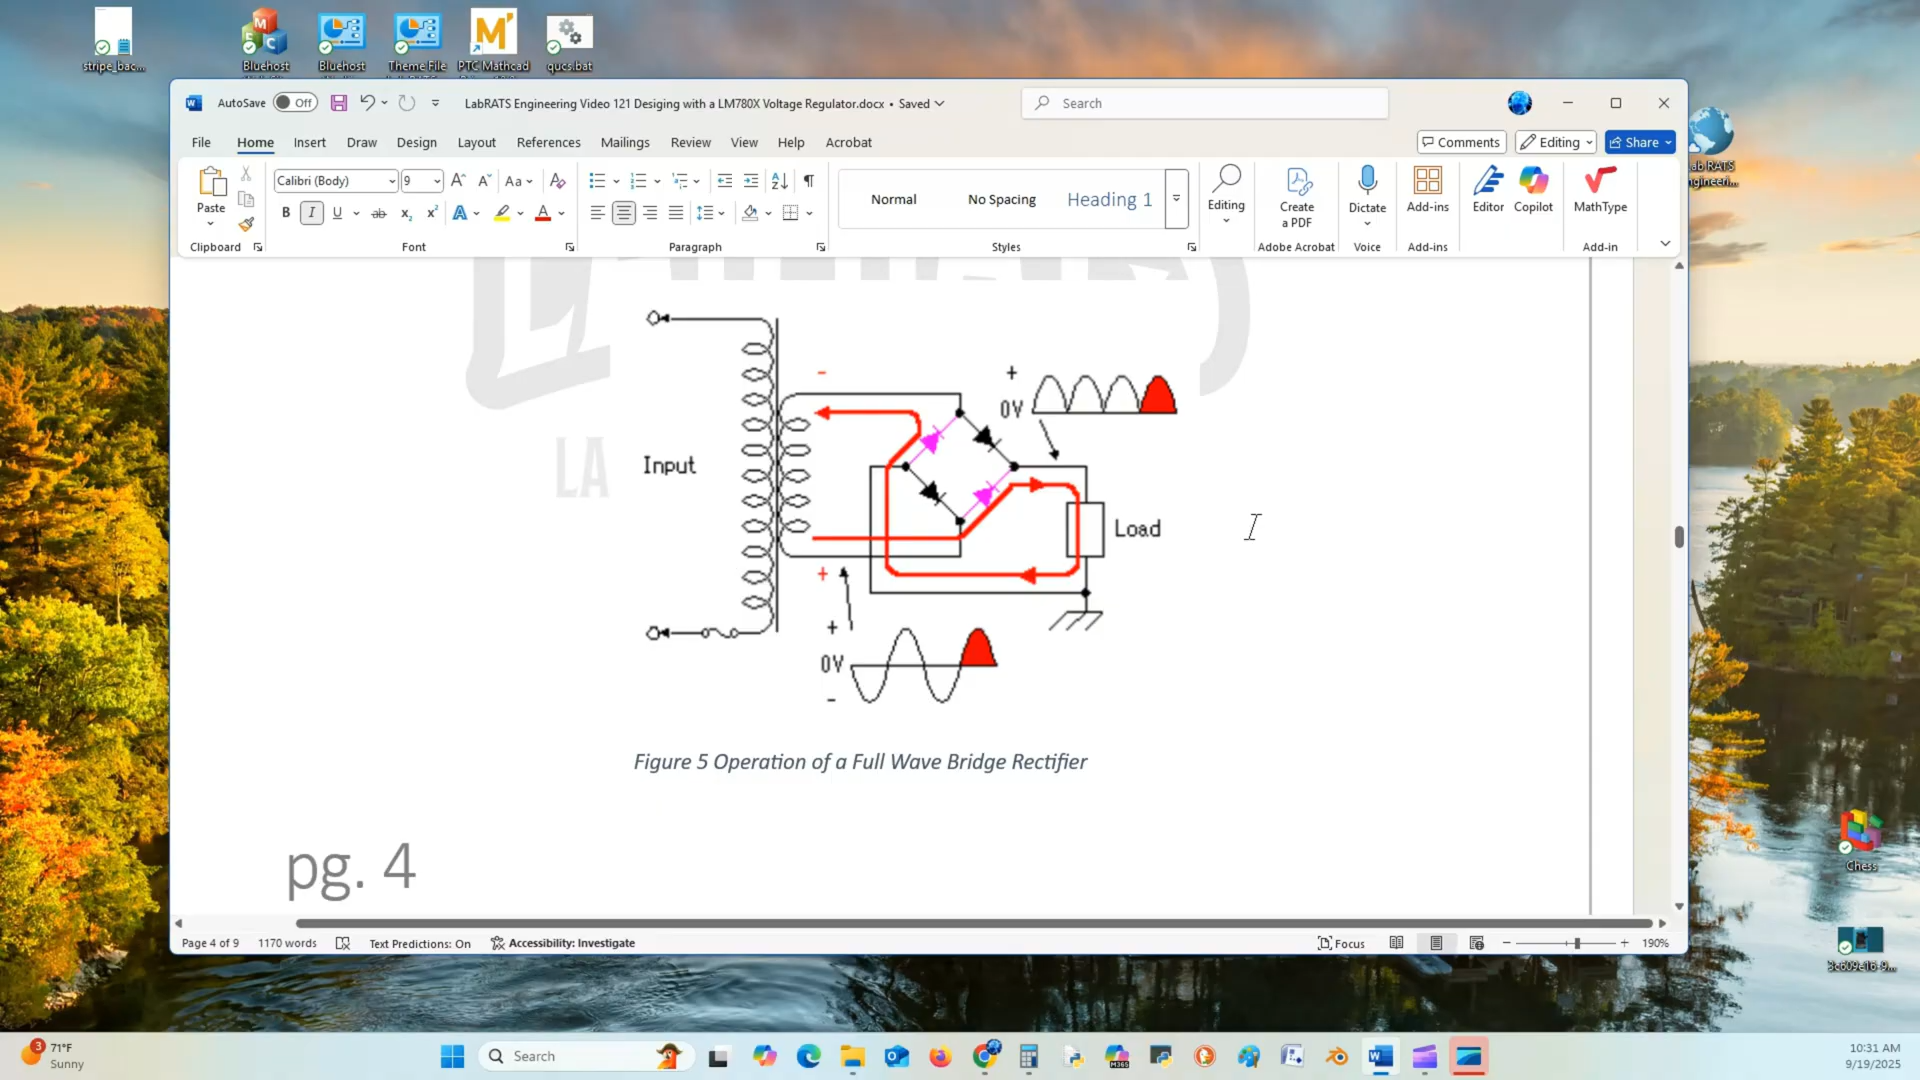 stripe_bac...
Bluehost
Bluehost
Theme File
PTC Mathcad
qucs.bat
AutoSave Off
LabRATS Engineering Video 121 Desiging with a LM780X Voltage Regulator.docx • Saved
Search
File Home Insert Draw Design Layout References Mailings Review View Help Acrobat
Comments Editing Share
Paste
Calibri (Body) 9
Normal No Spacing Heading 1
Editing
Create a PDF
Dictate
Add-ins
Editor
Copilot
MathType
Clipboard Font Paragraph Styles Adobe Acrobat Voice Add-ins Add-in
LA
Input
-
+
0V
Load
+
+
0V
-
Figure 5 Operation of a Full Wave Bridge Rectifier
pg. 4
Page 4 of 9 1170 words Text Predictions: On Accessibility: Investigate
Focus 190%
Lab RATS
Chess
3
71°F
Sunny
Search
10:31 AM
9/19/2025